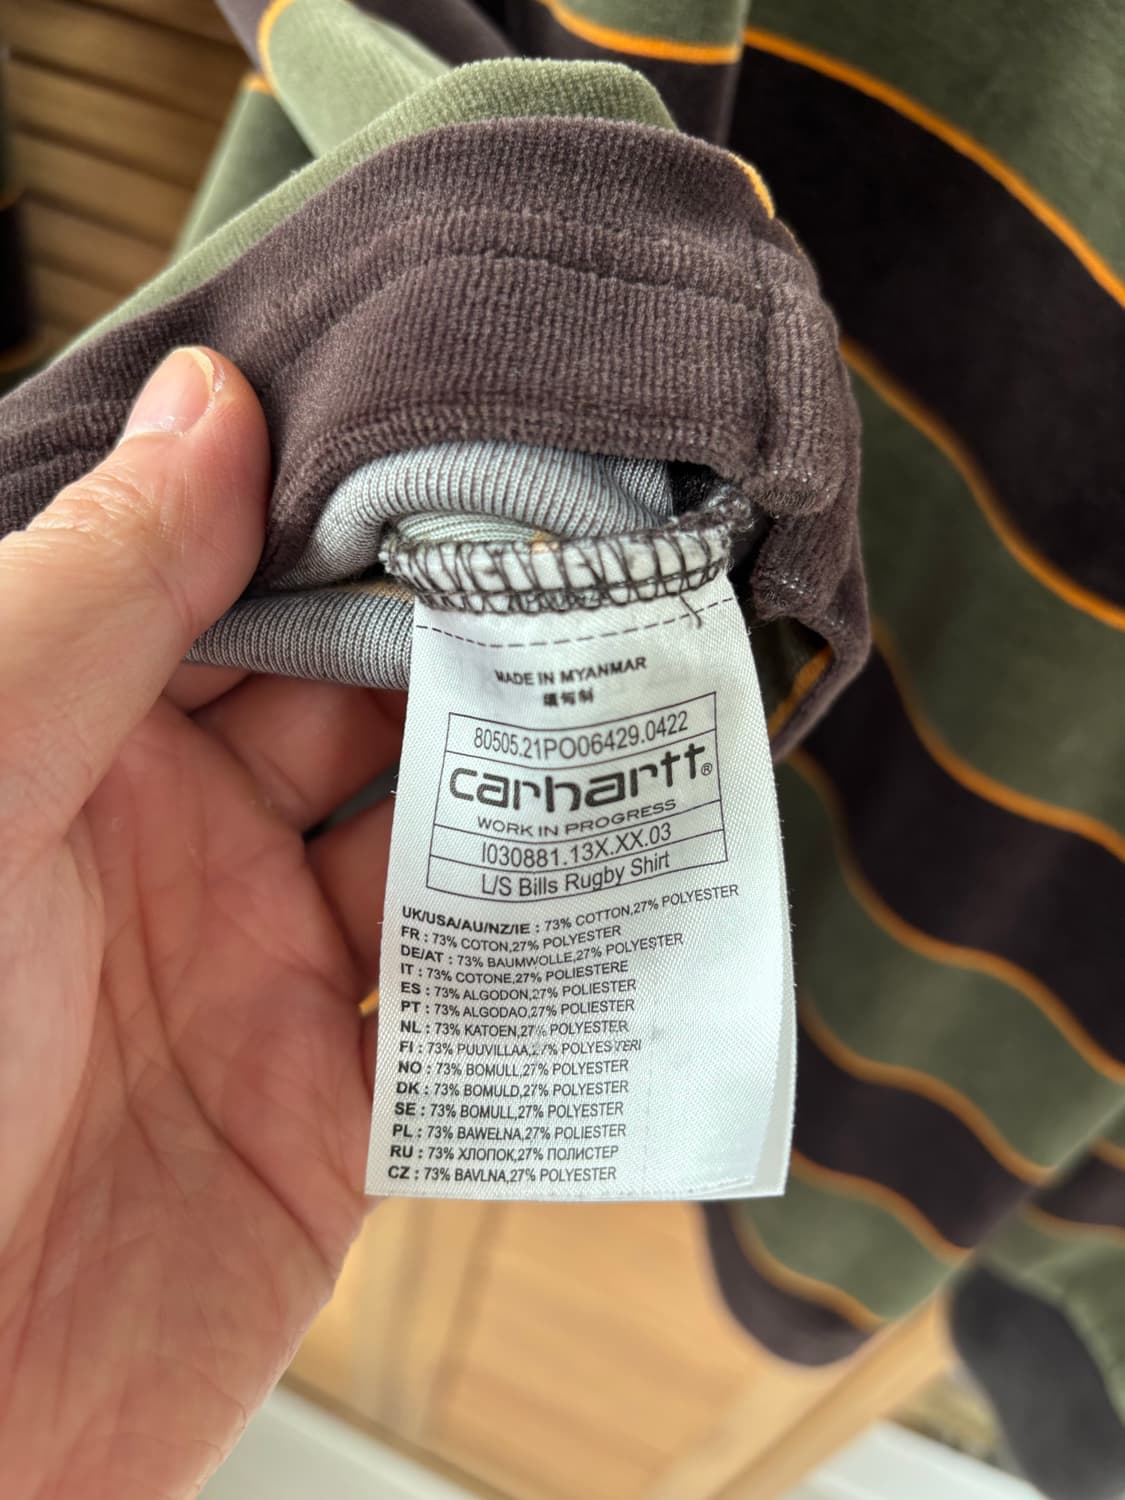 MADE IN MYANMAR
緬甸制
80505.21PO06429.0422
carhartt®
WORK IN PROGRESS
I030881.13X.XX.03
L/S Bills Rugby Shirt
UK/USA/AU/NZ/IE : 73% COTTON,27% POLYESTER
FR : 73% COTON,27% POLYESTER
DE/AT : 73% BAUMWOLLE,27% POLYESTER
IT : 73% COTONE,27% POLIESTERE
ES : 73% ALGODON,27% POLIESTER
PT : 73% ALGODAO,27% POLIESTER
NL : 73% KATOEN,27% POLYESTER
FI : 73% PUUVILLAA,27% POLYESTERI
NO : 73% BOMULL,27% POLYESTER
DK : 73% BOMULD,27% POLYESTER
SE : 73% BOMULL,27% POLYESTER
PL : 73% BAWEŁNA,27% POLIESTER
RU : 73% ХЛОПОК,27% ПОЛИСТЕР
CZ : 73% BAVLNA,27% POLYESTER